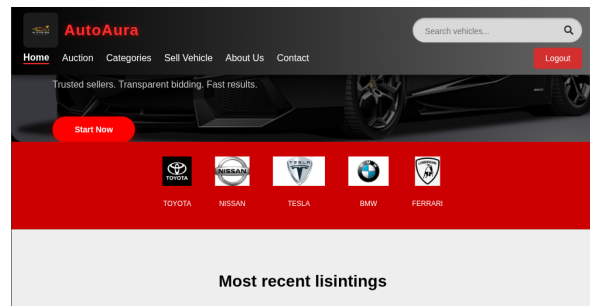 AutoAura
Search vehicles...
Home Auction Categories Sell Vehicle About Us Contact
Logout
Trusted sellers. Transparent bidding. Fast results.
Start Now
TOYOTA
NISSAN
TESLA
TOYOTA NISSAN TESLA BMW FERRARI
Most recent lisintings